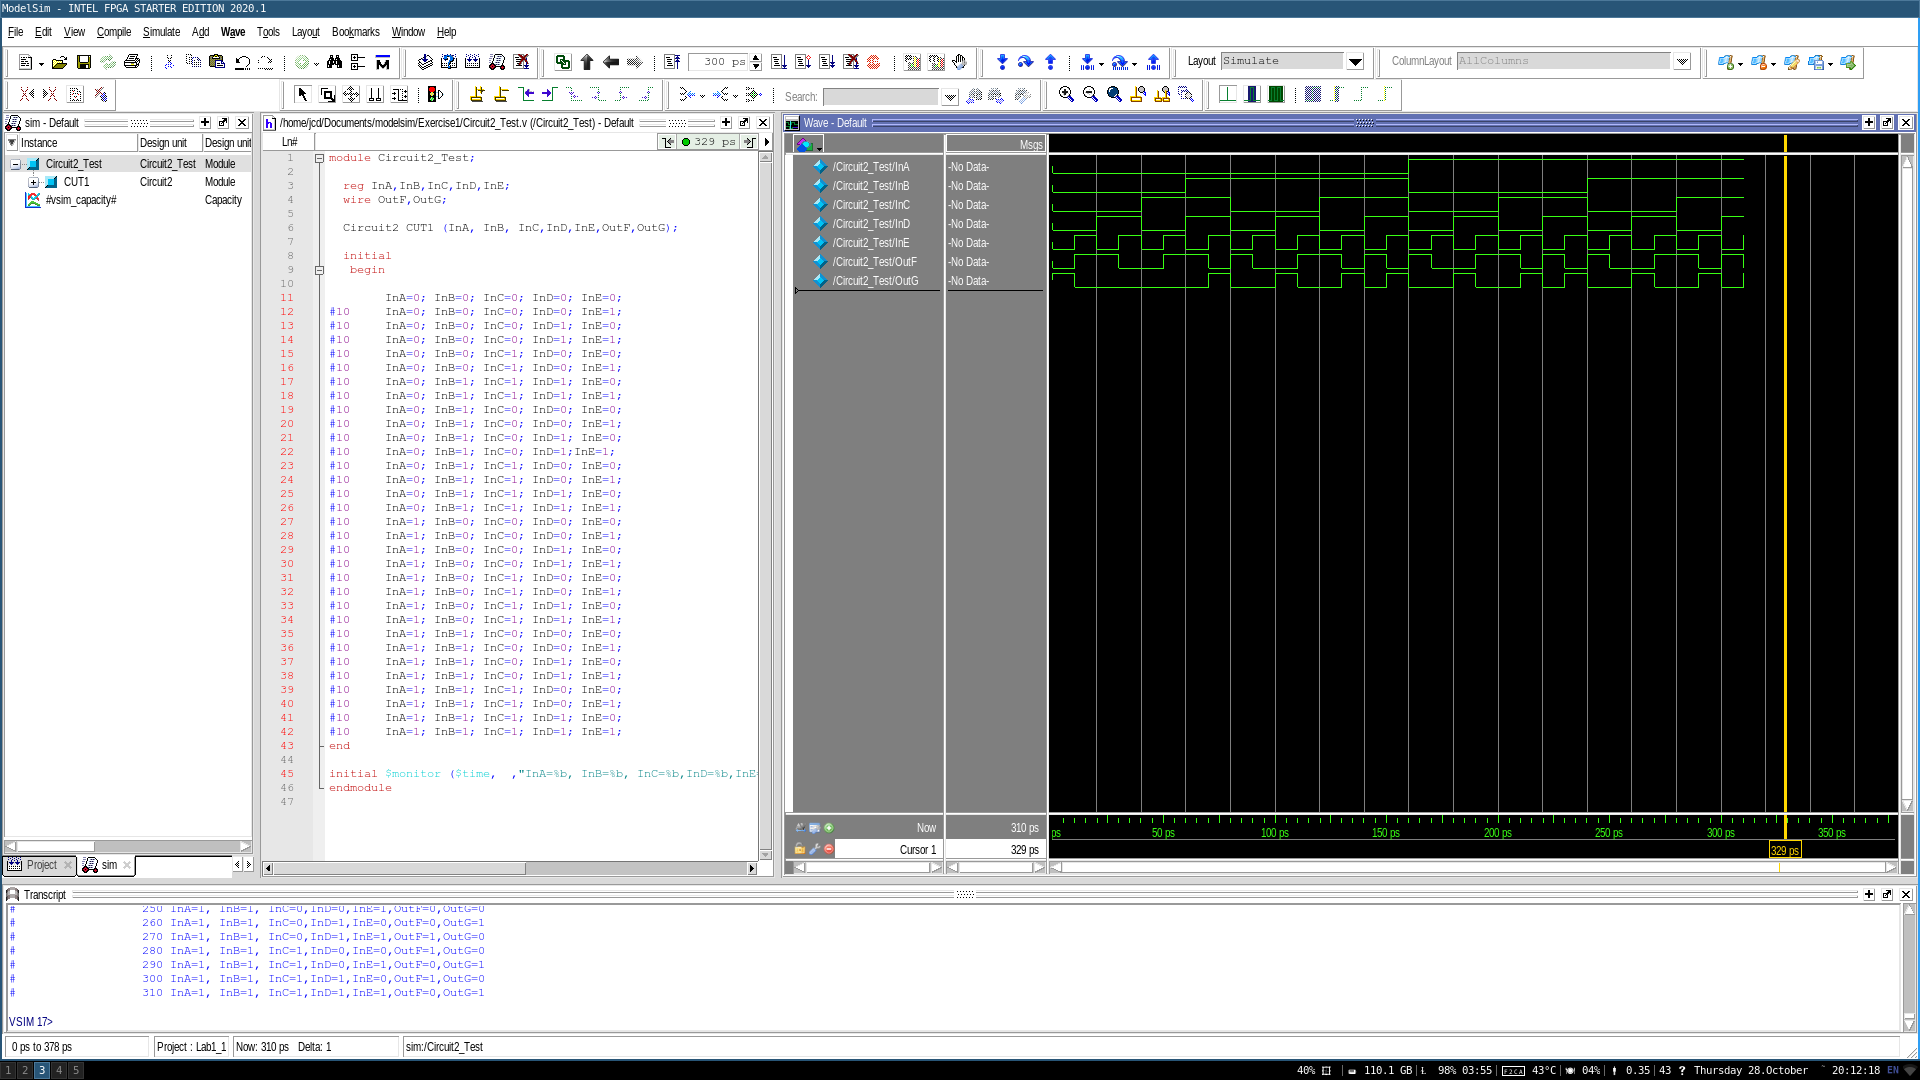 ModelSim - INTEL FPGA STARTER EDITION 2020.1
File Edit View Compile Simulate Add Wave Tools Layout Bookmarks Window Help
300 ps
Layout Simulate
ColumnLayout AllColumns
Search:
sim - Default
Instance Design unit Design unit
Circuit2_Test Circuit2_Test Module
CUT1 Circuit2 Module
#vsim_capacity# Capacity
Project sim
/home/jcd/Documents/modelsim/Exercise1/Circuit2_Test.v (/Circuit2_Test) - Default
Ln# 329 ps
1 module Circuit2_Test;
2
3 reg InA,InB,InC,InD,InE;
4 wire OutF,OutG;
5
6 Circuit2 CUT1 (InA, InB, InC,InD,InE,OutF,OutG);
7
8 initial
9 begin
10
11 InA=0; InB=0; InC=0; InD=0; InE=0;
12 #10 InA=0; InB=0; InC=0; InD=0; InE=1;
13 #10 InA=0; InB=0; InC=0; InD=1; InE=0;
14 #10 InA=0; InB=0; InC=0; InD=1; InE=1;
15 #10 InA=0; InB=0; InC=1; InD=0; InE=0;
16 #10 InA=0; InB=0; InC=1; InD=0; InE=1;
17 #10 InA=0; InB=1; InC=1; InD=1; InE=0;
18 #10 InA=0; InB=1; InC=1; InD=1; InE=1;
19 #10 InA=0; InB=1; InC=0; InD=0; InE=0;
20 #10 InA=0; InB=1; InC=0; InD=0; InE=1;
21 #10 InA=0; InB=1; InC=0; InD=1; InE=0;
22 #10 InA=0; InB=1; InC=0; InD=1;InE=1;
23 #10 InA=0; InB=1; InC=1; InD=0; InE=0;
24 #10 InA=0; InB=1; InC=1; InD=0; InE=1;
25 #10 InA=0; InB=1; InC=1; InD=1; InE=0;
26 #10 InA=0; InB=1; InC=1; InD=1; InE=1;
27 #10 InA=1; InB=0; InC=0; InD=0; InE=0;
28 #10 InA=1; InB=0; InC=0; InD=0; InE=1;
29 #10 InA=1; InB=0; InC=0; InD=1; InE=0;
30 #10 InA=1; InB=0; InC=0; InD=1; InE=1;
31 #10 InA=1; InB=0; InC=1; InD=0; InE=0;
32 #10 InA=1; InB=0; InC=1; InD=0; InE=1;
33 #10 InA=1; InB=0; InC=1; InD=1; InE=0;
34 #10 InA=1; InB=0; InC=1; InD=1; InE=1;
35 #10 InA=1; InB=1; InC=0; InD=0; InE=0;
36 #10 InA=1; InB=1; InC=0; InD=0; InE=1;
37 #10 InA=1; InB=1; InC=0; InD=1; InE=0;
38 #10 InA=1; InB=1; InC=0; InD=1; InE=1;
39 #10 InA=1; InB=1; InC=1; InD=0; InE=0;
40 #10 InA=1; InB=1; InC=1; InD=0; InE=1;
41 #10 InA=1; InB=1; InC=1; InD=1; InE=0;
42 #10 InA=1; InB=1; InC=1; InD=1; InE=1;
43 end
44
45 initial $monitor ($time, ,"InA=%b, InB=%b, InC=%b,InD=%b,InE
46 endmodule
47
Wave - Default
Msgs
/Circuit2_Test/InA -No Data-
/Circuit2_Test/InB -No Data-
/Circuit2_Test/InC -No Data-
/Circuit2_Test/InD -No Data-
/Circuit2_Test/InE -No Data-
/Circuit2_Test/OutF -No Data-
/Circuit2_Test/OutG -No Data-
Now 310 ps ps 50 ps 100 ps 150 ps 200 ps 250 ps 300 ps 350 ps
Cursor 1 329 ps 329 ps
Transcript
# 250 InA=1, InB=1, InC=0,InD=0,InE=1,OutF=0,OutG=0
# 260 InA=1, InB=1, InC=0,InD=1,InE=0,OutF=0,OutG=1
# 270 InA=1, InB=1, InC=0,InD=1,InE=1,OutF=1,OutG=0
# 280 InA=1, InB=1, InC=1,InD=0,InE=0,OutF=1,OutG=0
# 290 InA=1, InB=1, InC=1,InD=0,InE=1,OutF=0,OutG=1
# 300 InA=1, InB=1, InC=1,InD=1,InE=0,OutF=1,OutG=0
# 310 InA=1, InB=1, InC=1,InD=1,InE=1,OutF=0,OutG=1
VSIM 17>
0 ps to 378 ps Project : Lab1_1 Now: 310 ps Delta: 1 sim:/Circuit2_Test
1 2 3 4 5 40% 110.1 GB 98% 03:55 43°C 04% 0.35 43 ? Thursday 28.October 20:12:18 EN